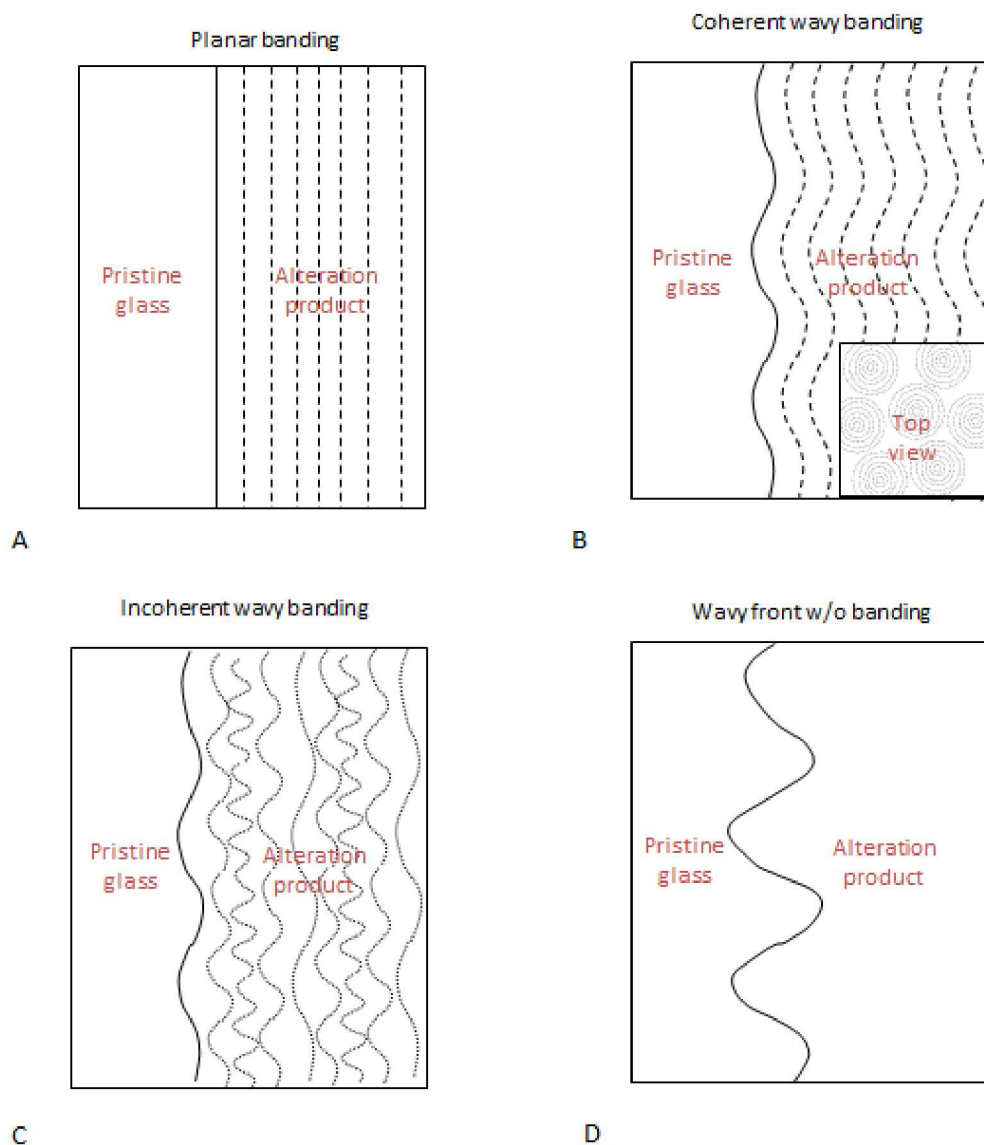 Planar banding
Pristine
glass
Alteration
product
A
Coherent wavy banding
Pristine
glass
Alteration
product
Top
view
B
Incoherent wavy banding
Pristine
glass
Alteration
product
C
Wavy front w/o banding
Pristine
glass
Alteration
product
D